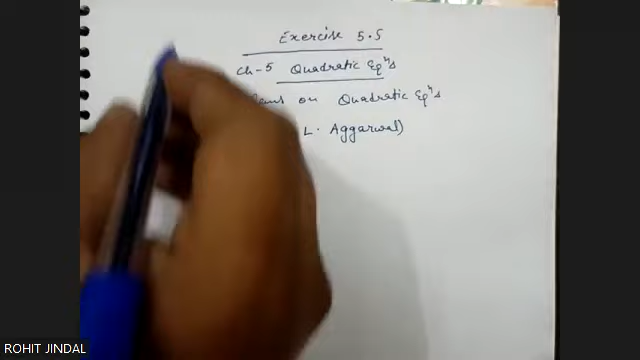 Exercise 5.5
Ch-5 Quadratic Eqⁿs
on Quadratic Eqⁿs
L. Aggarwal)
ROHIT JINDAL